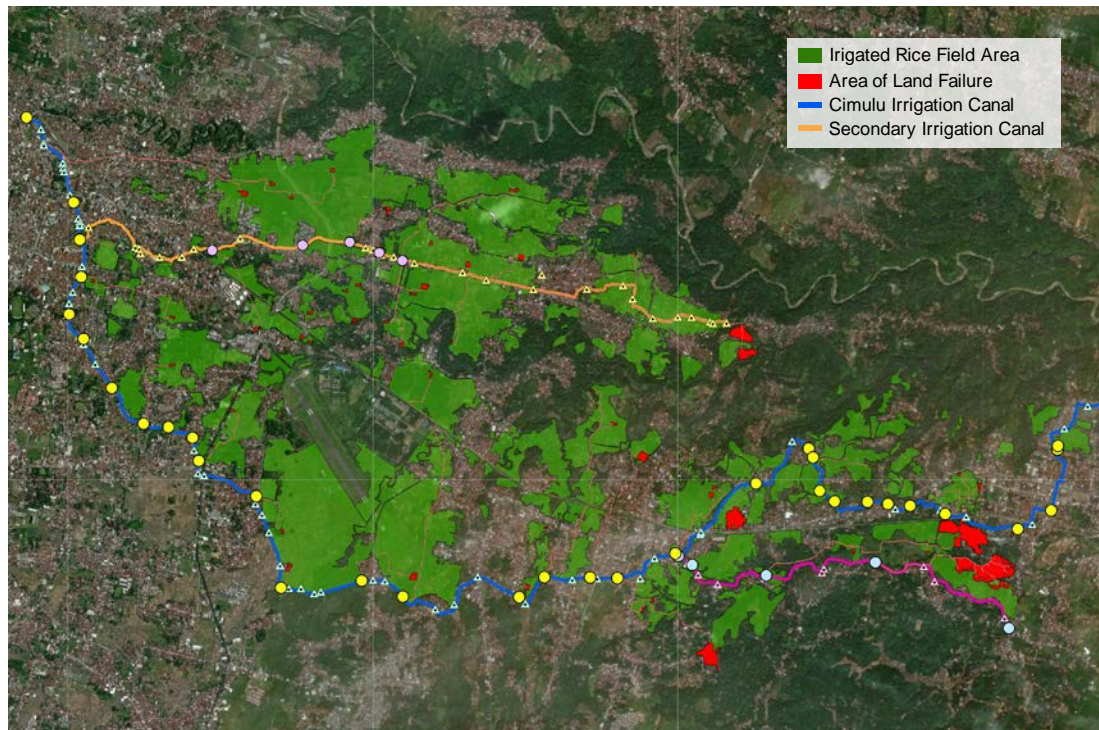 Irigated Rice Field Area
Area of Land Failure
Cimulu Irrigation Canal
Secondary Irrigation Canal